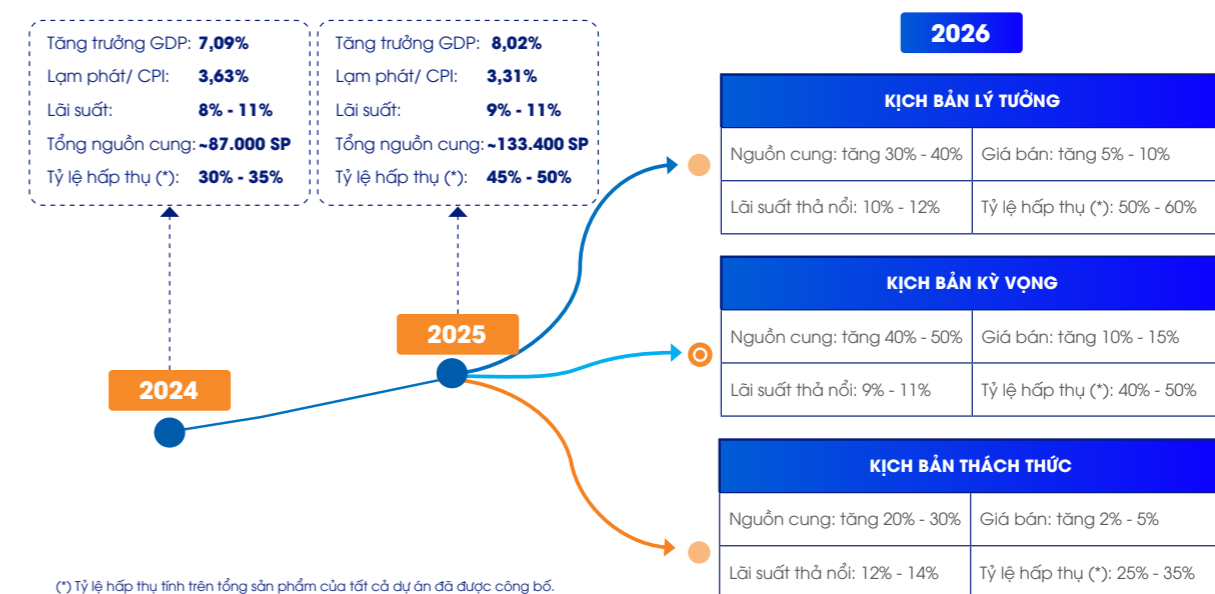 Tăng trưởng GDP: 7,09%
Lạm phát/ CPI: 3,63%
Lãi suất: 8% - 11%
Tổng nguồn cung: ~87.000 SP
Tỷ lệ hấp thụ (*): 30% - 35%
Tăng trưởng GDP: 8,02%
Lạm phát/ CPI: 3,31%
Lãi suất: 9% - 11%
Tổng nguồn cung: ~133.400 SP
Tỷ lệ hấp thụ (*): 45% - 50%
2024
2025
2026
KỊCH BẢN LÝ TƯỞNG
Nguồn cung: tăng 30% - 40%
Giá bán: tăng 5% - 10%
Lãi suất thả nổi: 10% - 12%
Tỷ lệ hấp thụ (*): 50% - 60%
KỊCH BẢN KỲ VỌNG
Nguồn cung: tăng 40% - 50%
Giá bán: tăng 10% - 15%
Lãi suất thả nổi: 9% - 11%
Tỷ lệ hấp thụ (*): 40% - 50%
KỊCH BẢN THÁCH THỨC
Nguồn cung: tăng 20% - 30%
Giá bán: tăng 2% - 5%
Lãi suất thả nổi: 12% - 14%
Tỷ lệ hấp thụ (*): 25% - 35%
(*) Tỷ lệ hấp thụ tính trên tổng sản phẩm của tất cả dự án đã được công bố.